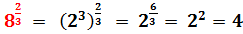 8^(2/3) = (2^3)^(2/3) = 2^(6/3) = 2^2 = 4